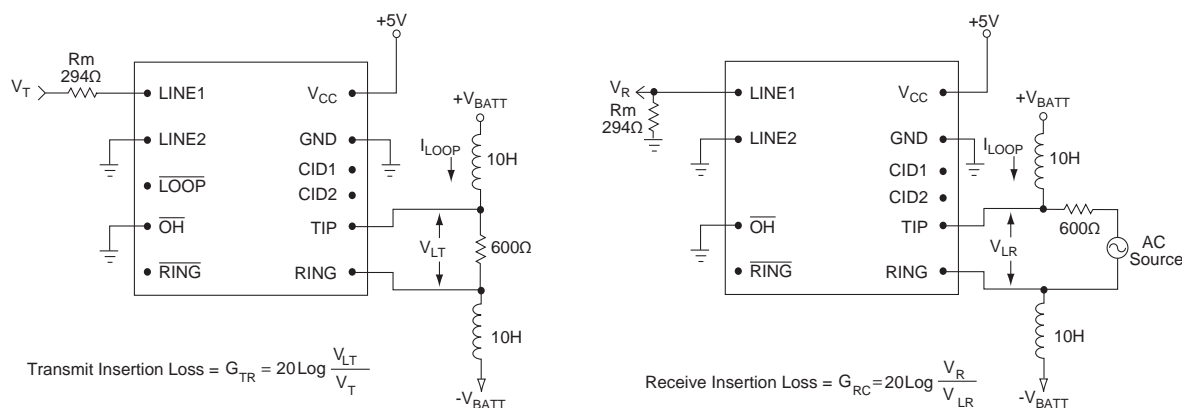 +5V
Rm
294Ω
V_T
LINE1
V_CC
+V_BATT
LINE2
GND
I_LOOP
10H
CID1
LOOP
CID2
OH
TIP
V_LT
600Ω
RING
RING
10H
-V_BATT
Transmit Insertion Loss = G_TR = 20 Log V_LT / V_T
+5V
V_R
LINE1
Rm
294Ω
V_CC
+V_BATT
LINE2
GND
I_LOOP
10H
CID1
CID2
OH
TIP
600Ω
V_LR
AC
Source
RING
RING
10H
-V_BATT
Receive Insertion Loss = G_RC = 20Log V_R / V_LR